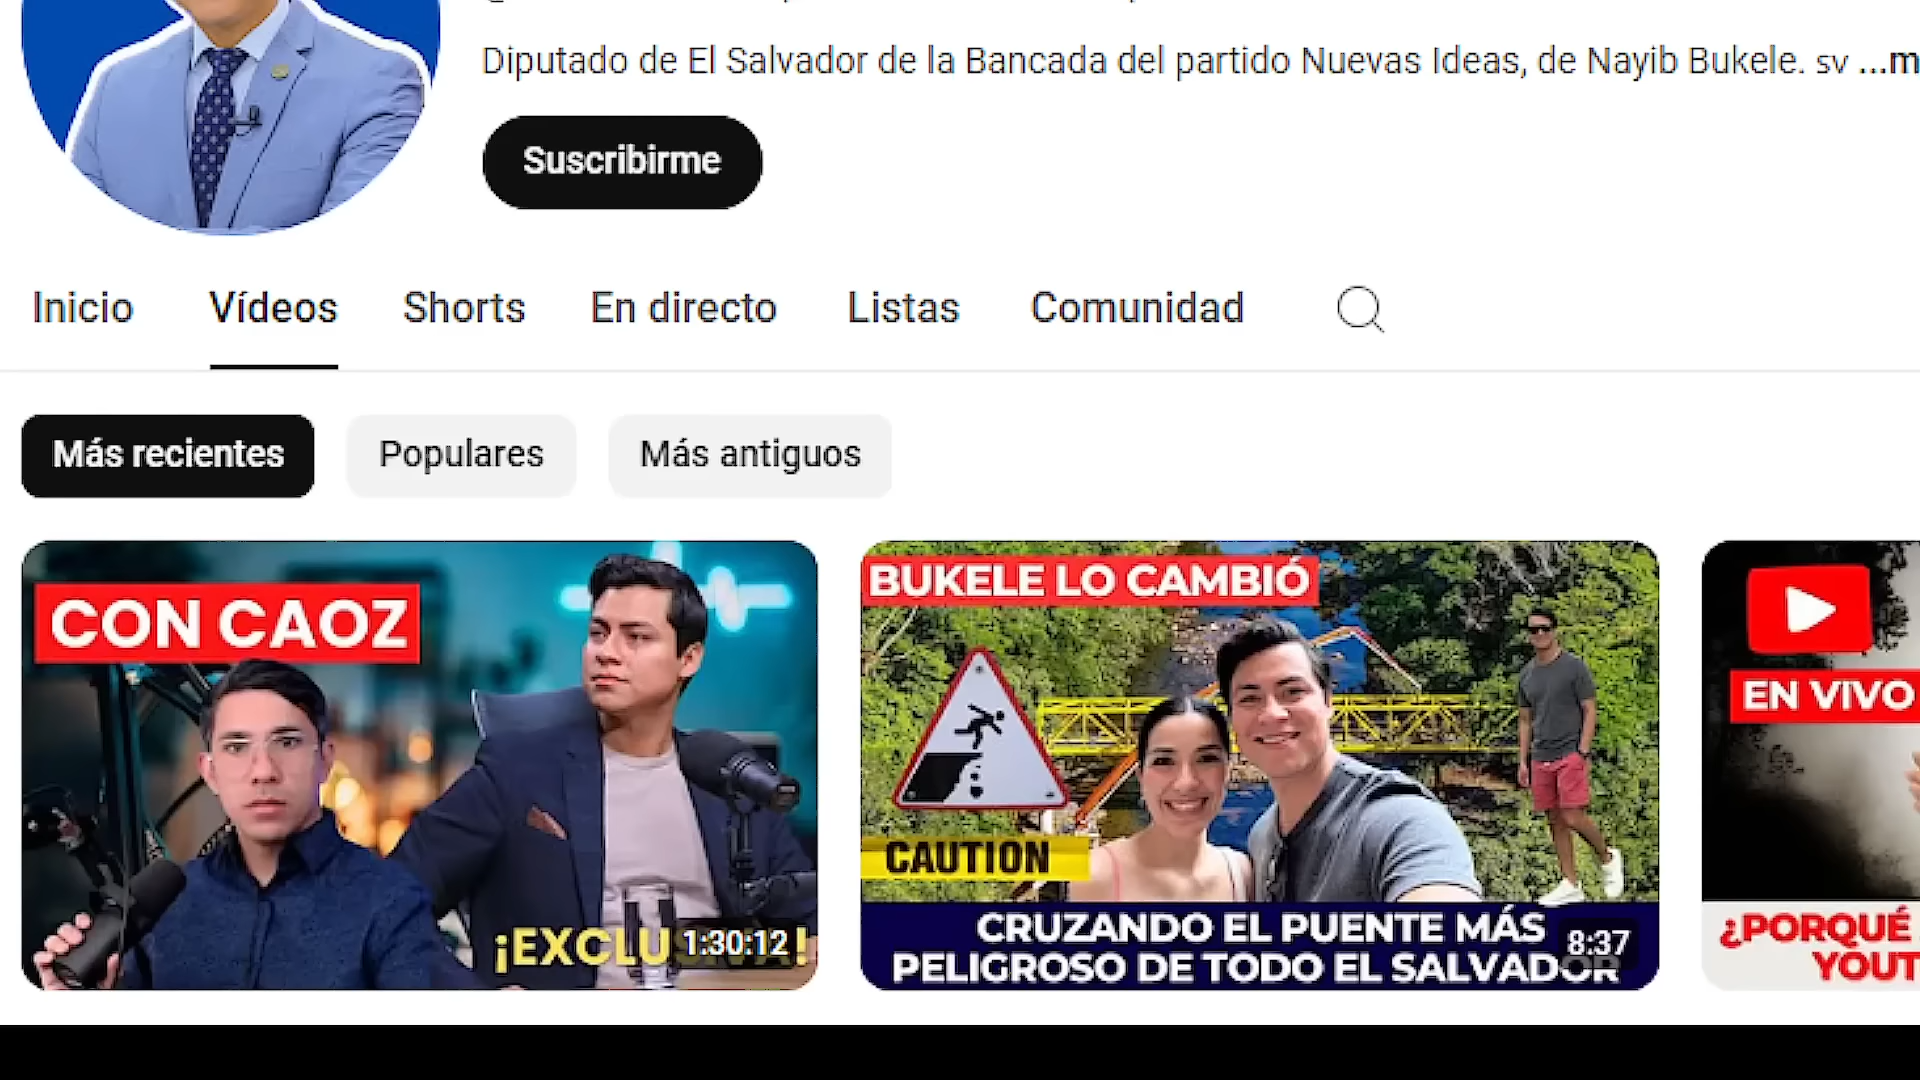 Diputado de El Salvador de la Bancada del partido Nuevas Ideas, de Nayib Bukele. sv ...m
Suscribirme
Inicio Vídeos Shorts En directo Listas Comunidad
Más recientes Populares Más antiguos
CON CAOZ
¡EXCLU
1:30:12
BUKELE LO CAMBIÓ
CAUTION
CRUZANDO EL PUENTE MÁS
PELIGROSO DE TODO EL SALVADOR
8:37
EN VIVO
¿PORQUÉ
YOUT